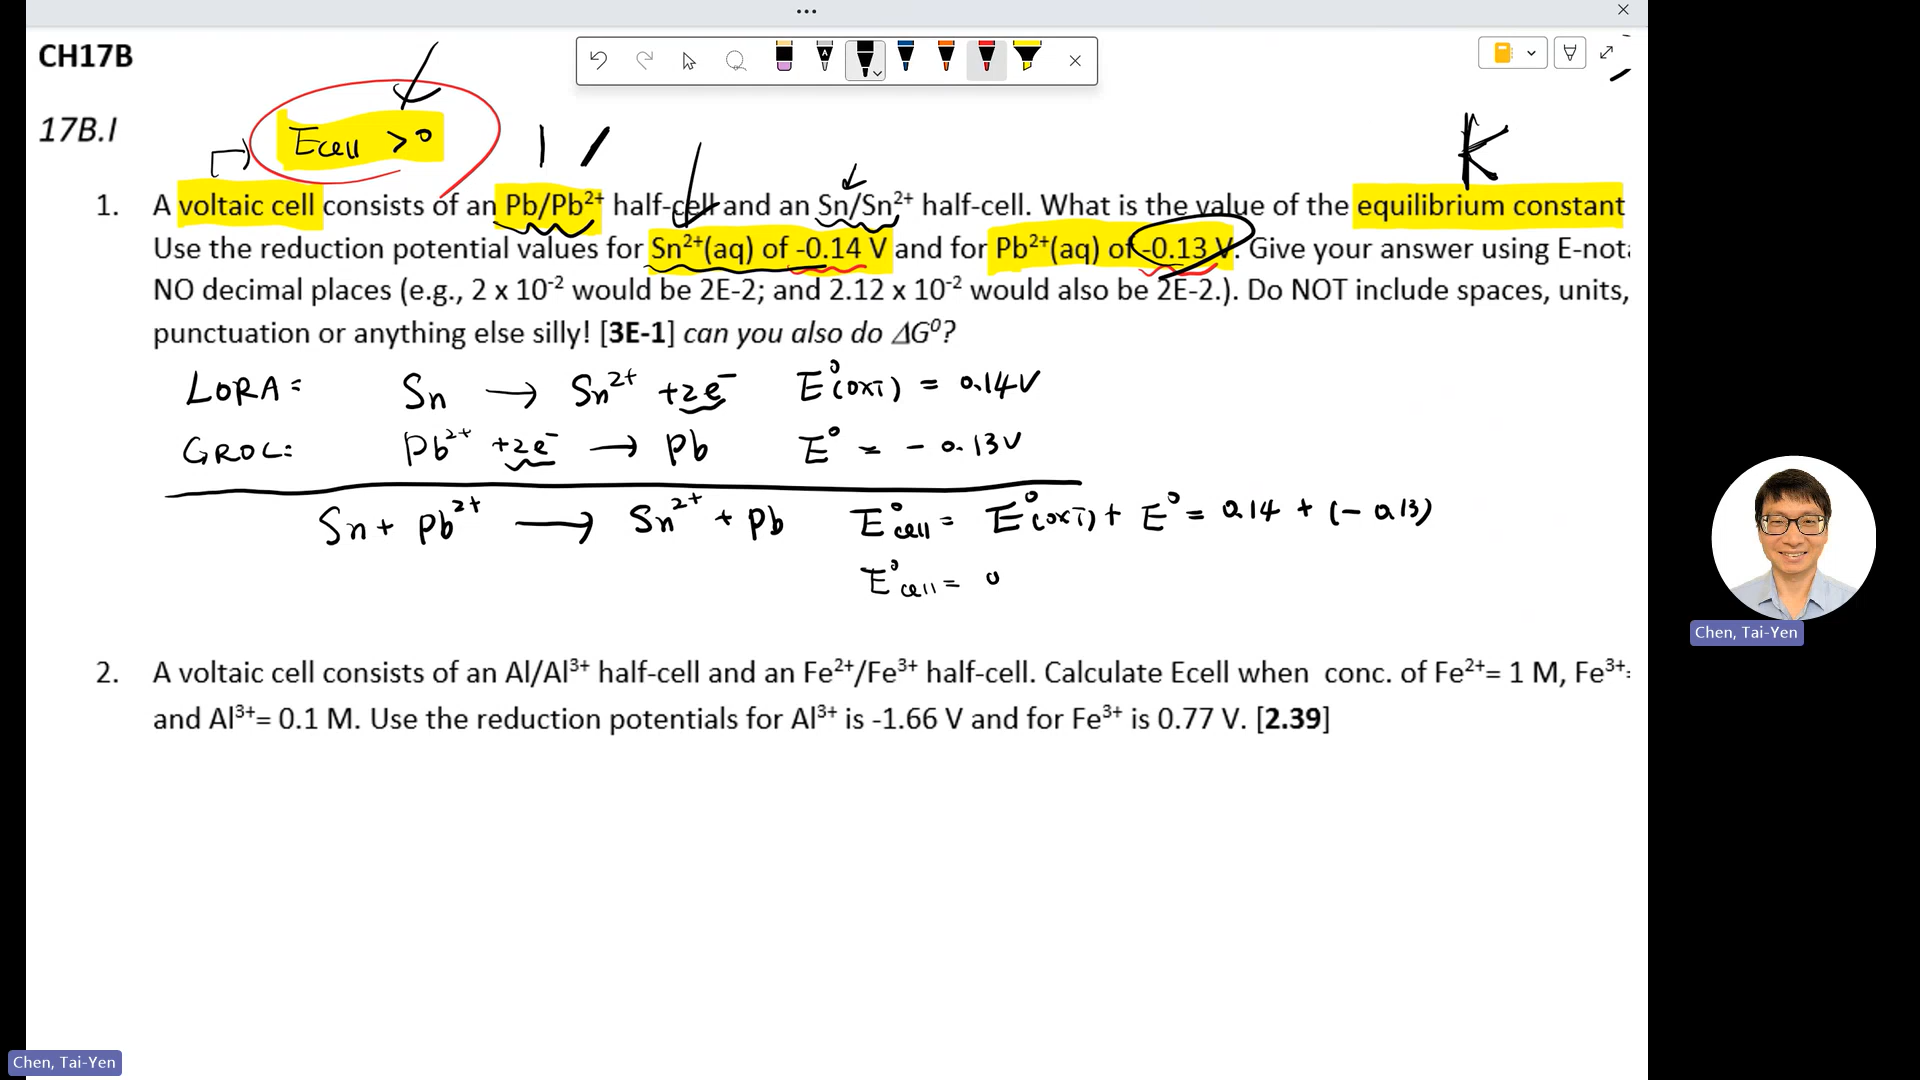 CH17B
17.B.I
Ecell >0
K
1. A voltaic cell consists of an Pb/Pb²⁺ half-cell and an Sn/Sn²⁺ half-cell. What is the value of the equilibrium constant
Use the reduction potential values for Sn²⁺(aq) of -0.14 V and for Pb²⁺(aq) of -0.13 V. Give your answer using E-not
NO decimal places (e.g., 2 x 10⁻² would be 2E-2; and 2.12 x 10⁻² would also be 2E-2.). Do NOT include spaces, units,
punctuation or anything else silly! [3E-1] can you also do ΔG⁰?
LORA: Sn → Sn²⁺ +2e⁻ E°(OXI) = 0.14V
GROC: Pb²⁺ +2e⁻ → Pb E° = -0.13V
Sn + Pb²⁺ → Sn²⁺ + Pb E°cell = E°(OXI) + E° = 0.14 + (-0.13)
E°cell = 0
2. A voltaic cell consists of an Al/Al³⁺ half-cell and an Fe²⁺/Fe³⁺ half-cell. Calculate Ecell when conc. of Fe²⁺= 1 M, Fe³⁺=
and Al³⁺= 0.1 M. Use the reduction potentials for Al³⁺ is -1.66 V and for Fe³⁺ is 0.77 V. [2.39]
Chen, Tai-Yen
Chen, Tai-Yen